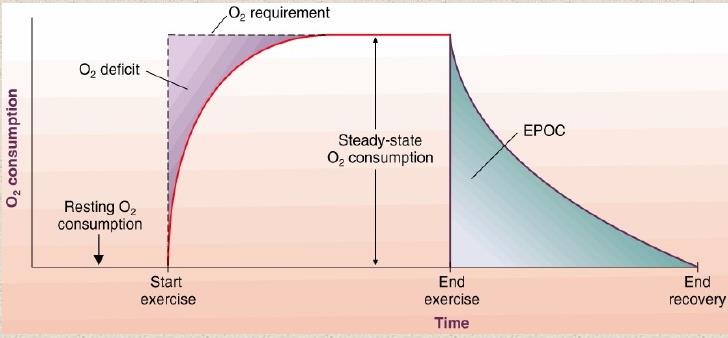 O₂ requirement
O₂ deficit
O₂ consumption
Steady-state
O₂ consumption
EPOC
Resting O₂
consumption
Start
exercise
End
exercise
End
recovery
Time